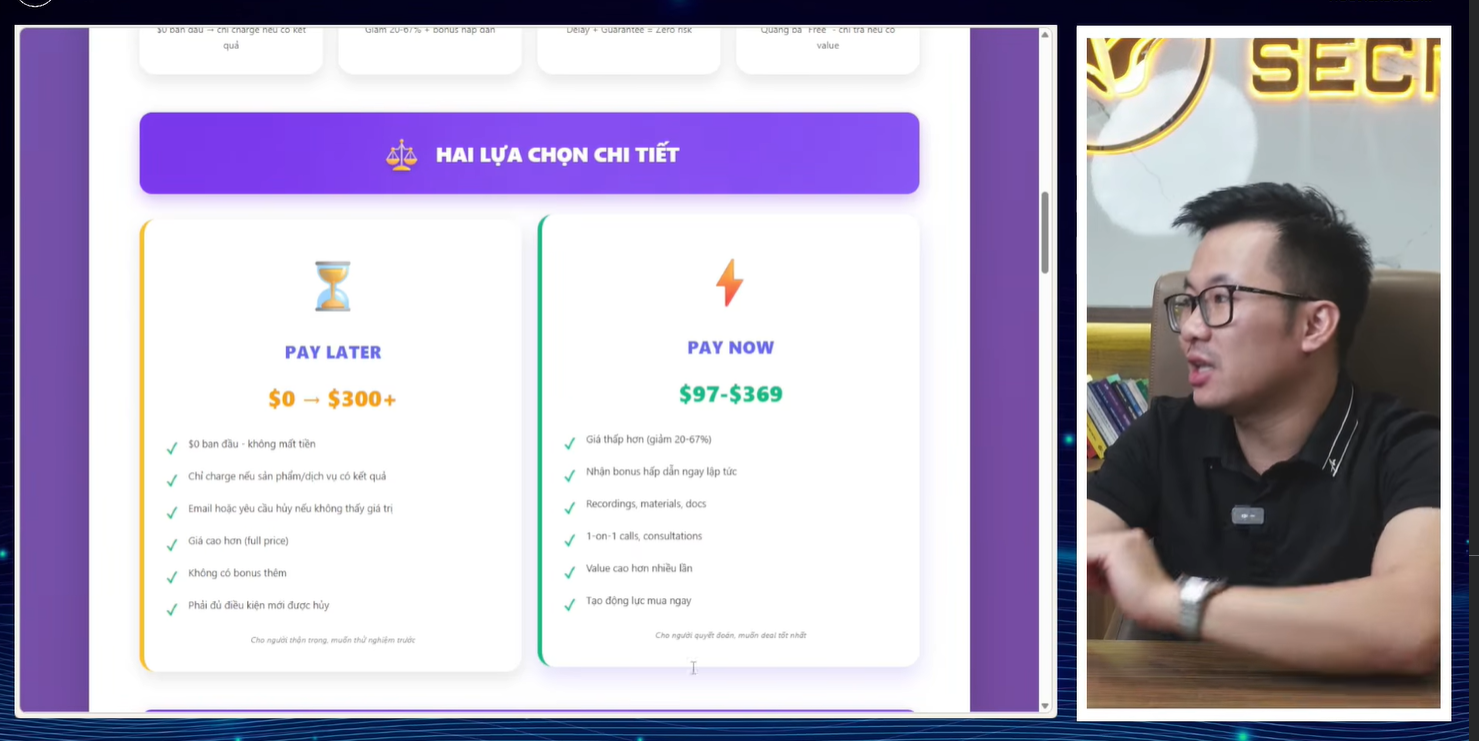 $0 ban đầu → chỉ charge nếu có kết quả
Giảm 20-67% + bonus hấp dẫn
Delay + Guarantee = Zero risk
Quảng bá "Free" - chỉ trả nếu có value
HAI LỰA CHỌN CHI TIẾT
PAY LATER
$0 → $300+
$0 ban đầu - không mất tiền
Chỉ charge nếu sản phẩm/dịch vụ có kết quả
Email hoặc yêu cầu hủy nếu không thấy giá trị
Giá cao hơn (full price)
Không có bonus thêm
Phải đủ điều kiện mới được hủy
Cho người thận trọng, muốn thử nghiệm trước
PAY NOW
$97-$369
Giá thấp hơn (giảm 20-67%)
Nhận bonus hấp dẫn ngay lập tức
Recordings, materials, docs
1-on-1 calls, consultations
Value cao hơn nhiều lần
Tạo động lực mua ngay
Cho người quyết đoán, muốn deal tốt nhất